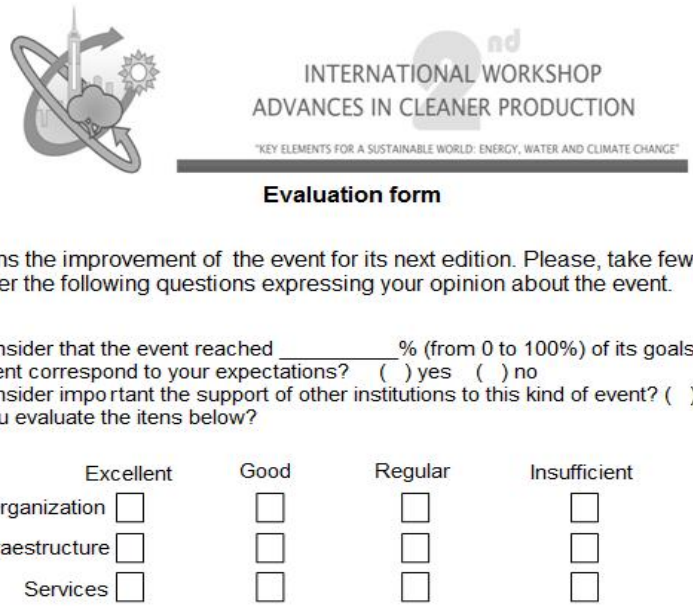 2nd
INTERNATIONAL WORKSHOP
ADVANCES IN CLEANER PRODUCTION
"KEY ELEMENTS FOR A SUSTAINABLE WORLD: ENERGY, WATER AND CLIMATE CHANGE"
Evaluation form
ns the improvement of the event for its next edition. Please, take few
er the following questions expressing your opinion about the event.
nsider that the event reached __________% (from 0 to 100%) of its goals
ent correspond to your expectations? ( ) yes ( ) no
nsider important the support of other institutions to this kind of event? ( )
u evaluate the itens below?
Excellent Good Regular Insufficient
rganization
aestructure
Services